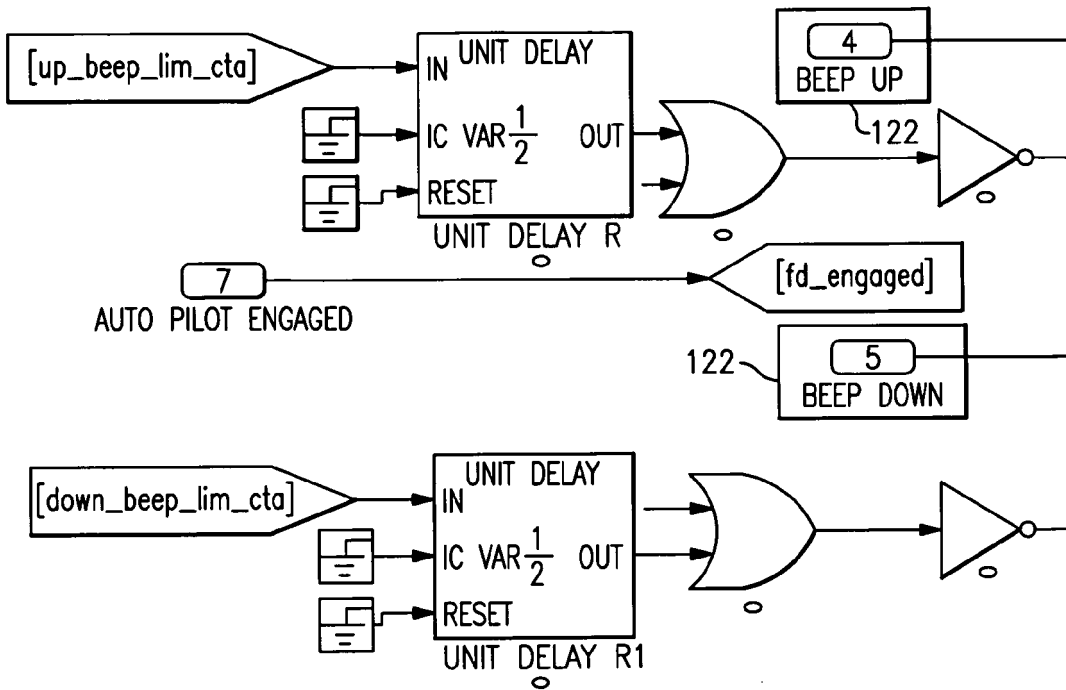 [up_beep_lim_cta]
UNIT DELAY
IN
IC VAR 1/2 OUT
RESET
UNIT DELAY R
4
BEEP UP
122
7
AUTO PILOT ENGAGED
[fd_engaged]
122
5
BEEP DOWN
[down_beep_lim_cta]
UNIT DELAY
IN
IC VAR 1/2 OUT
RESET
UNIT DELAY R1